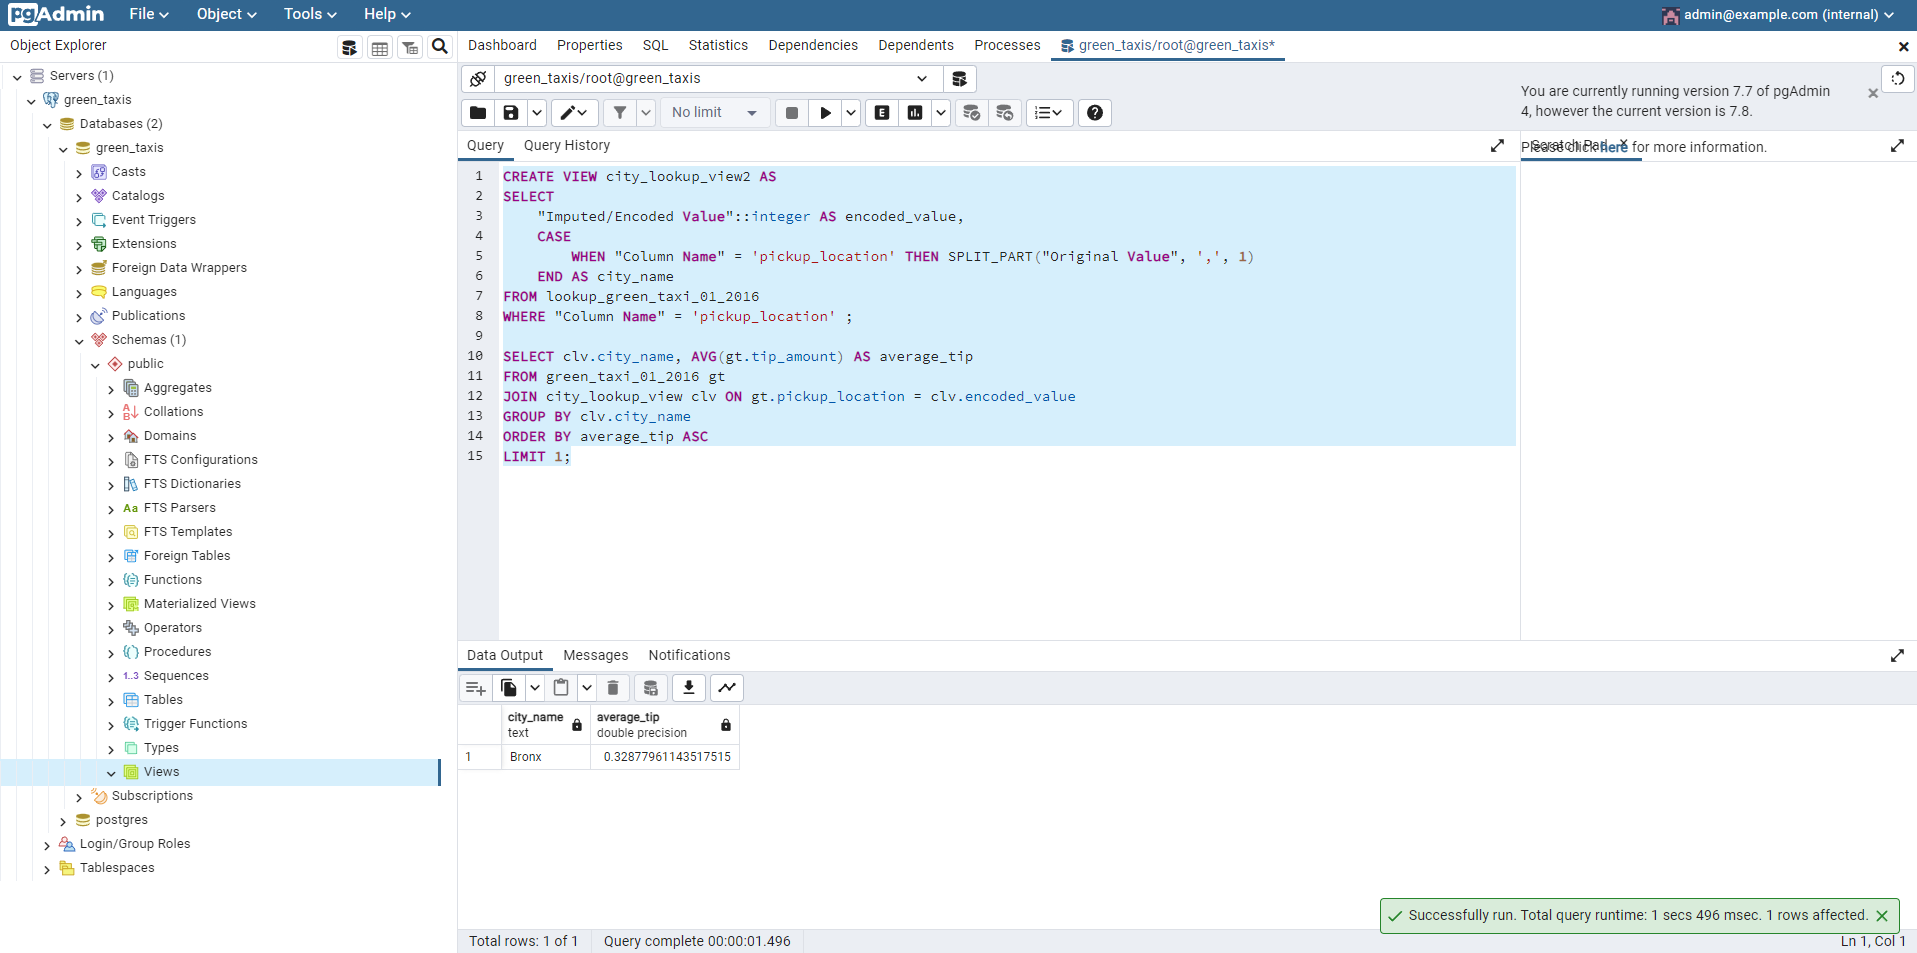 pgAdmin File Object Tools Help admin@example.com (internal)
Object Explorer
Dashboard Properties SQL Statistics Dependencies Dependents Processes green_taxis/root@green_taxis*
Servers (1)
green_taxis
Databases (2)
green_taxis
Casts
Catalogs
Event Triggers
Extensions
Foreign Data Wrappers
Languages
Publications
Schemas (1)
public
Aggregates
Collations
Domains
FTS Configurations
FTS Dictionaries
Aa FTS Parsers
FTS Templates
Foreign Tables
Functions
Materialized Views
Operators
Procedures
1..3 Sequences
Tables
Trigger Functions
Types
Views
Subscriptions
postgres
Login/Group Roles
Tablespaces
green_taxis/root@green_taxis
No limit
E
You are currently running version 7.7 of pgAdmin
4, however the current version is 7.8.
Please click here for more information.
Scratch Pad
Query Query History
1 CREATE VIEW city_lookup_view2 AS
2 SELECT
3 "Imputed/Encoded Value"::integer AS encoded_value,
4 CASE
5 WHEN "Column Name" = 'pickup_location' THEN SPLIT_PART("Original Value", ',', 1)
6 END AS city_name
7 FROM lookup_green_taxi_01_2016
8 WHERE "Column Name" = 'pickup_location' ;
9
10 SELECT clv.city_name, AVG(gt.tip_amount) AS average_tip
11 FROM green_taxi_01_2016 gt
12 JOIN city_lookup_view clv ON gt.pickup_location = clv.encoded_value
13 GROUP BY clv.city_name
14 ORDER BY average_tip ASC
15 LIMIT 1;
Data Output Messages Notifications
city_name average_tip
text double precision
1 Bronx 0.32877961143517515
Successfully run. Total query runtime: 1 secs 496 msec. 1 rows affected.
Total rows: 1 of 1 Query complete 00:00:01.496 Ln 1, Col 1